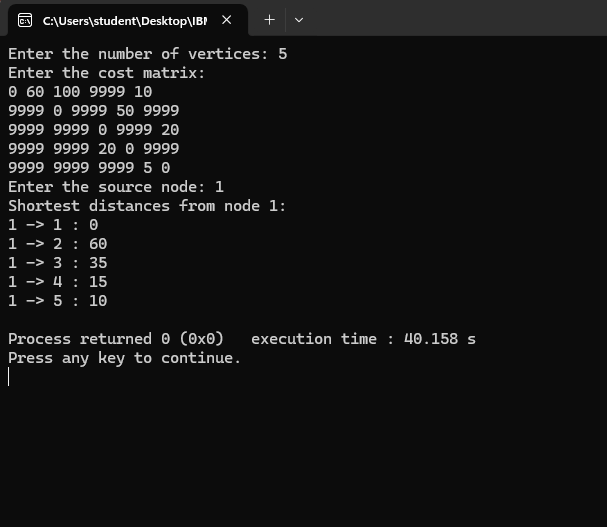 C:\Users\student\Desktop\IBM
Enter the number of vertices: 5
Enter the cost matrix:
0 60 100 9999 10
9999 0 9999 50 9999
9999 9999 0 9999 20
9999 9999 20 0 9999
9999 9999 9999 5 0
Enter the source node: 1
Shortest distances from node 1:
1 -> 1 : 0
1 -> 2 : 60
1 -> 3 : 35
1 -> 4 : 15
1 -> 5 : 10
Process returned 0 (0x0)   execution time : 40.158 s
Press any key to continue.